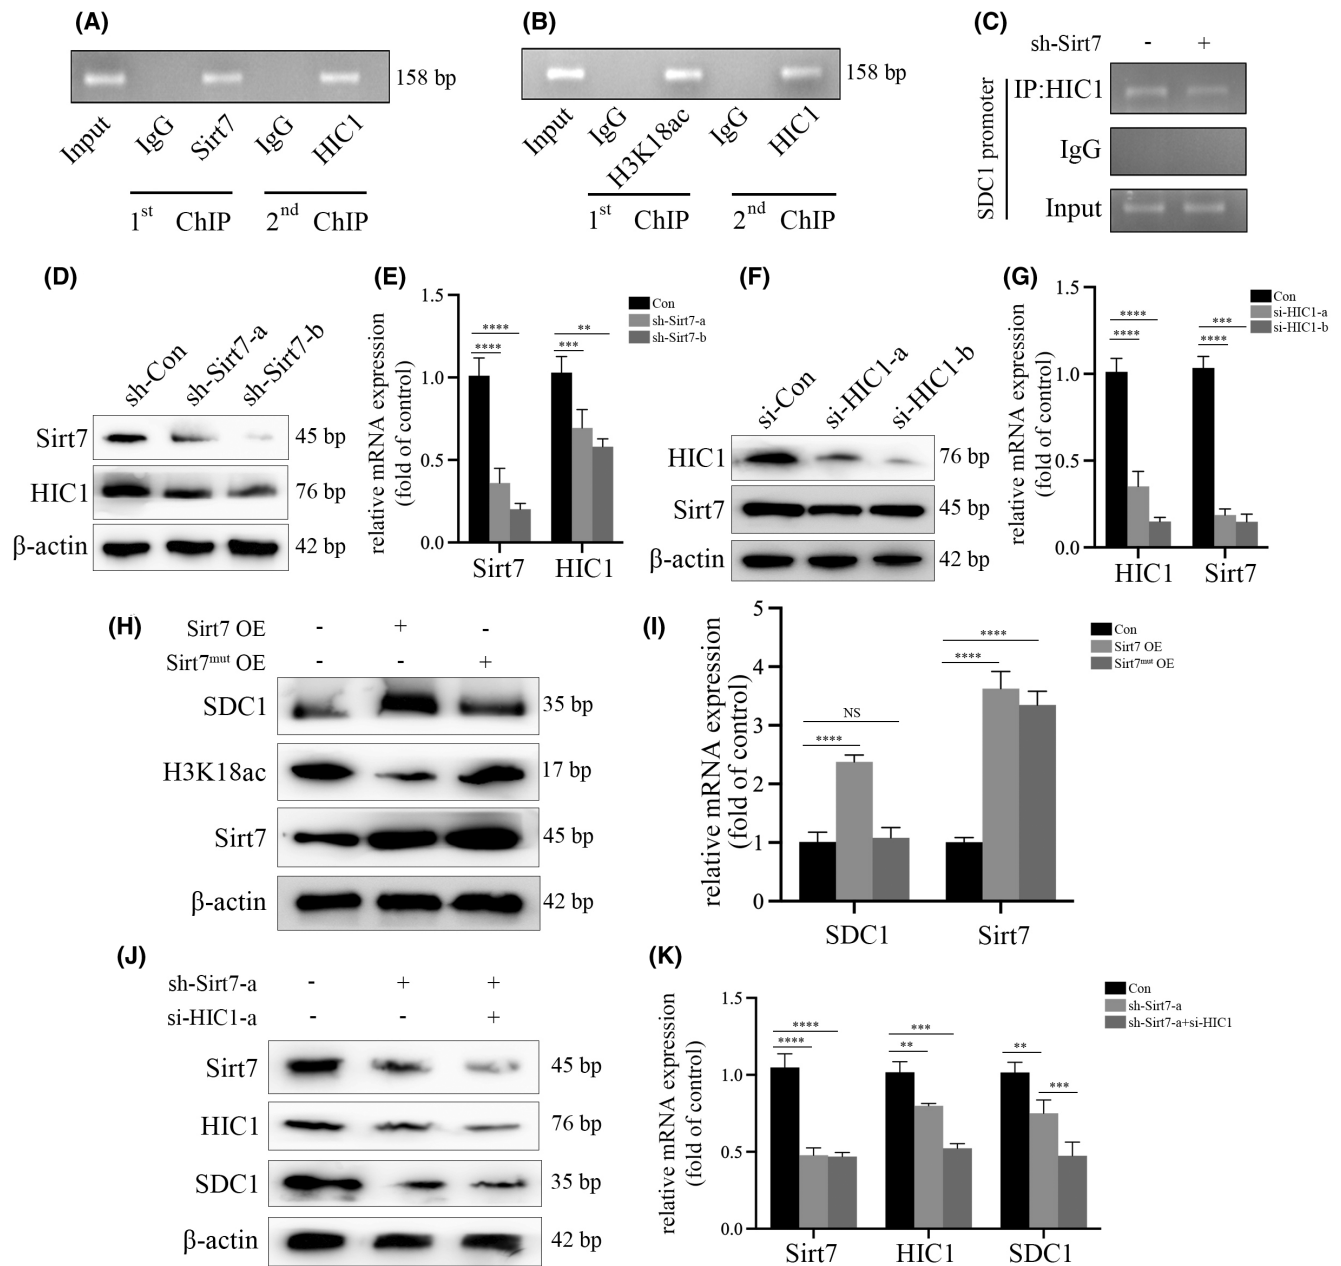 (A)
158 bp
Input IgG Sirt7 IgG HIC1
1st ChIP 2nd ChIP
(B)
158 bp
Input IgG H3K18ac IgG HIC1
1st ChIP 2nd ChIP
(C)
sh-Sirt7 - +
SDC1 promoter
IP:HIC1
IgG
Input
(D)
sh-Con sh-Sirt7-a sh-Sirt7-b
Sirt7 45 bp
HIC1 76 bp
β-actin 42 bp
(E)
relative mRNA expression
(fold of control)
1.5
1.0
0.5
0.0
**** **
**** ***
Sirt7 HIC1
Con
sh-Sirt7-a
sh-Sirt7-b
(F)
si-Con si-HIC1-a si-HIC1-b
HIC1 76 bp
Sirt7 45 bp
β-actin 42 bp
(G)
relative mRNA expression
(fold of control)
1.5
1.0
0.5
0.0
**** ***
**** ****
HIC1 Sirt7
Con
si-HIC1-a
si-HIC1-b
(H)
Sirt7 OE - + -
Sirt7mut OE - - +
SDC1 35 bp
H3K18ac 17 bp
Sirt7 45 bp
β-actin 42 bp
(I)
relative mRNA expression
(fold of control)
5
4
3
2
1
0
NS ****
**** ****
SDC1 Sirt7
Con
Sirt7 OE
Sirt7mut OE
(J)
sh-Sirt7-a - + +
si-HIC1-a - - +
Sirt7 45 bp
HIC1 76 bp
SDC1 35 bp
β-actin 42 bp
(K)
relative mRNA expression
(fold of control)
1.5
1.0
0.5
0.0
**** *** **
**** ** ***
Sirt7 HIC1 SDC1
Con
sh-Sirt7-a
sh-Sirt7-a+si-HIC1